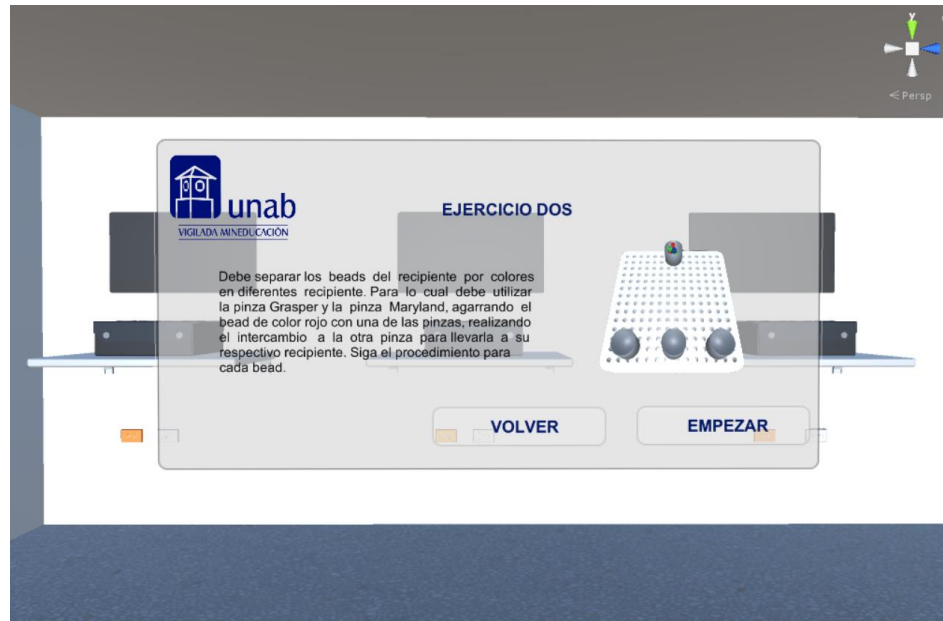 y
Persp
unab
VIGILADA MINEDUCACIÓN
EJERCICIO DOS
Debe separar los beads del recipiente por colores
en diferentes recipiente. Para lo cual debe utilizar
la pinza Grasper y la pinza Maryland, agarrando el
bead de color rojo con una de las pinzas, realizando
el intercambio a la otra pinza para llevarla a su
respectivo recipiente. Siga el procedimiento para
cada bead.
VOLVER
EMPEZAR